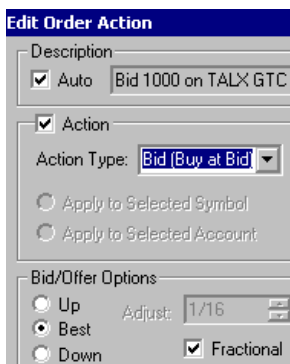 Edit Order Action
Description
Auto Bid 1000 on TALX GTC
Action
Action Type: Bid (Buy at Bid)
Apply to Selected Symbol
Apply to Selected Account
Bid/Offer Options
Up Adjust: 1/16
Best
Down Fractional